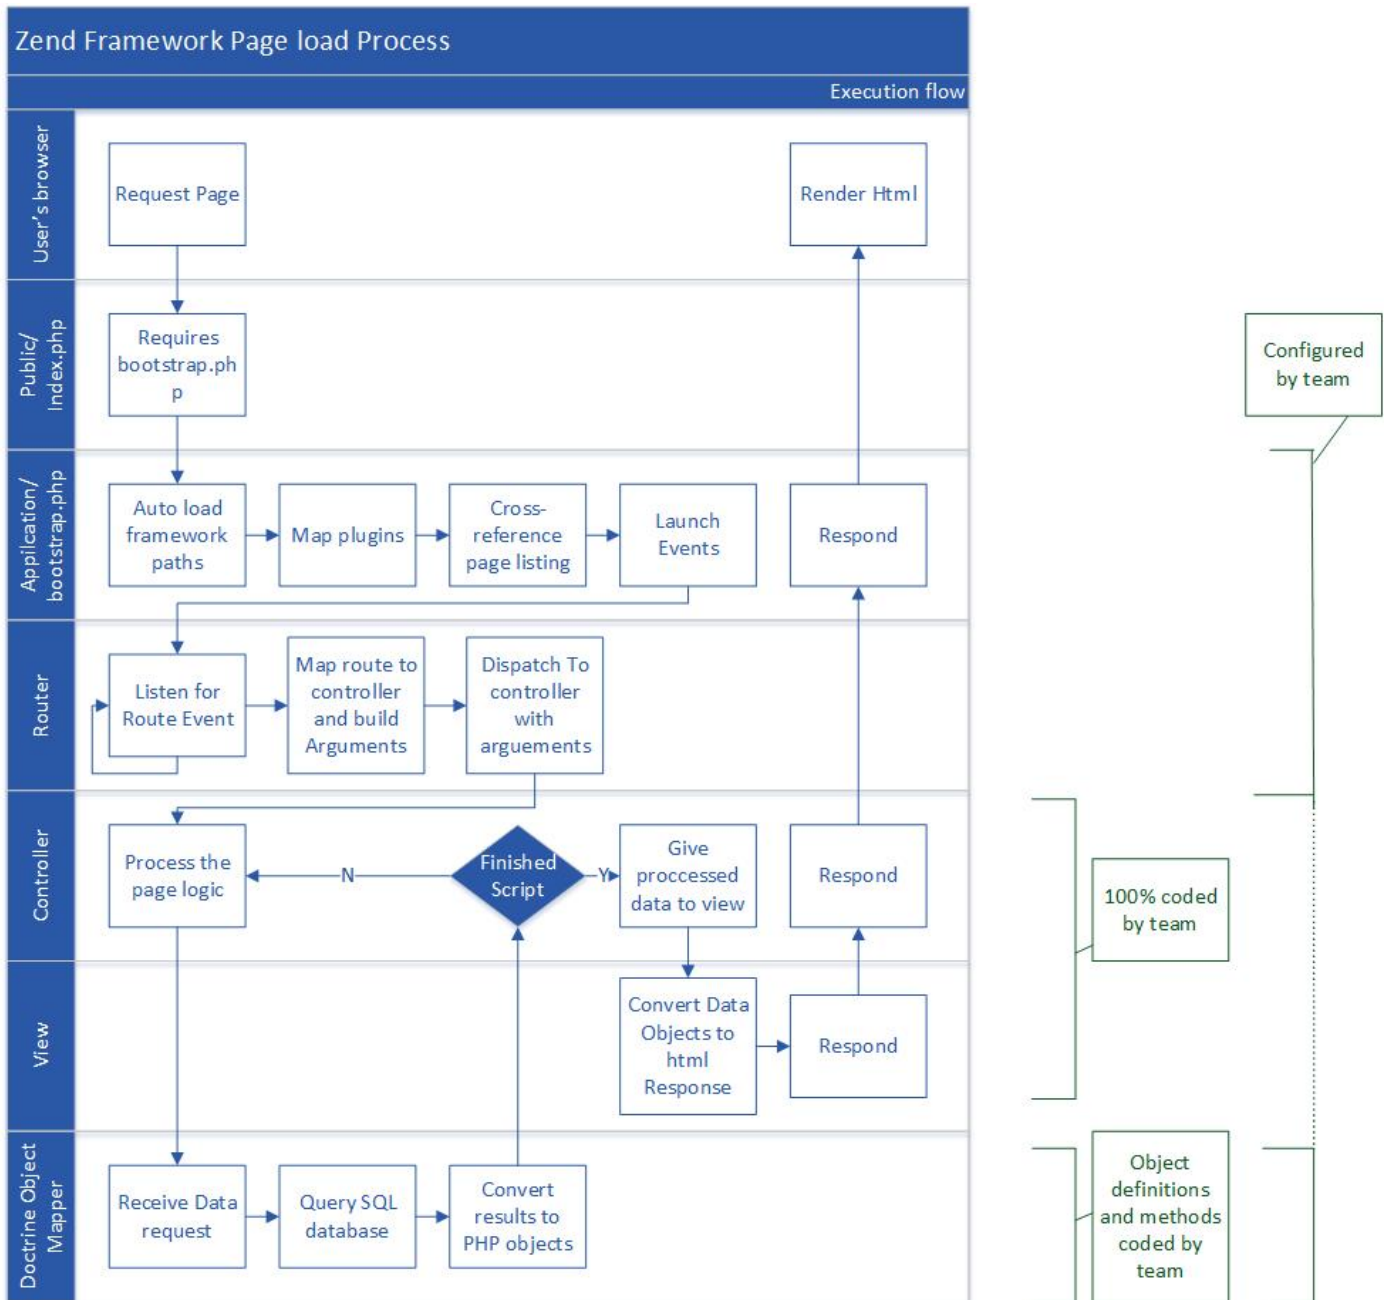 Zend Framework Page load Process
Execution flow
User's browser
Request Page
Render Html
Public/
Index.php
Requires
bootstrap.ph
p
Configured
by team
Appilcation/
bootstrap.php
Auto load
framework
paths
Map plugins
Cross-
reference
page listing
Launch
Events
Respond
Router
Listen for
Route Event
Map route to
controller
and build
Arguments
Dispatch To
controller
with
arguements
Controller
Process the
page logic
N
Finished
Script
Y
Give
proccessed
data to view
Respond
100% coded
by team
View
Convert Data
Objects to
html
Response
Respond
Doctrine Object
Mapper
Receive Data
request
Query SQL
database
Convert
results to
PHP objects
Object
definitions
and methods
coded by
team